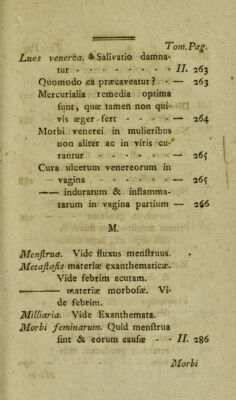 Tom.Pag.
Lues venerea. Salivatio damna-
tur - - - - - - - II. 263
Quomodo ea præcaveatur? - — 263
Mercurialia remedia optima
sunt, quæ tamen non qui-
vis æger fert - - - - — 264
Morbi venerei in mulieribus
non aliter ac in viris cu-
rantur - - - - - - — 265
Cura ulcerum venereorum in
vagina - - - - - - — 265
—— induratum & inflamma-
tarum in vagina partium — 266
M.
Menstrua. Vide fluxus menstruus.
Metastasis materiæ exanthematicæ.
Vide febrim acutam.
——— materiæ morbosæ. Vi-
de febrim.
Milliaria. Vide Exanthemata.
Morbi feminarum. Quid menstrua
sint & eorum causæ - - II. 286
Morbi